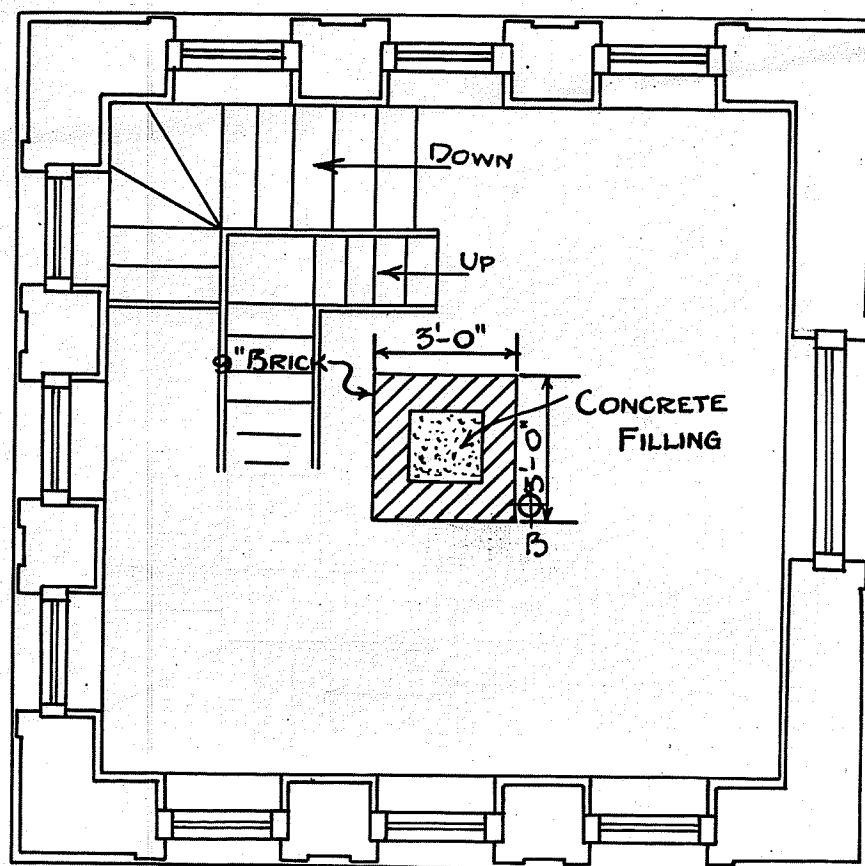 DOWN
UP
3'-0"
9" BRICK
CONCRETE
FILLING
3'-0"
B